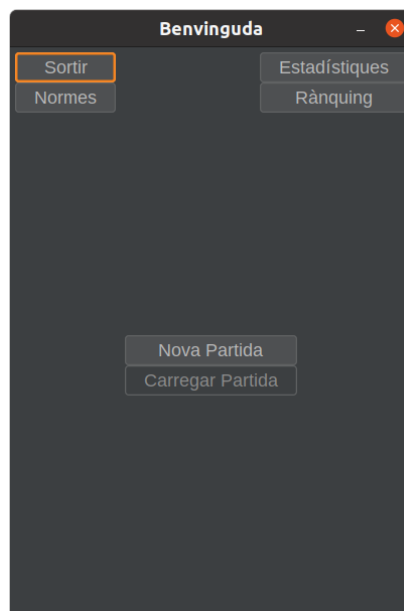 Benvinguda
Sortir Estadístiques
Normes Rànquing
Nova Partida
Carregar Partida